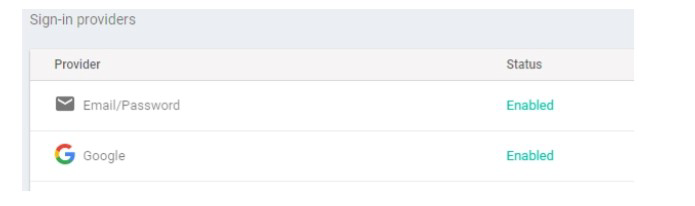 Sign-in providers
Provider Status
Email/Password Enabled
Google Enabled